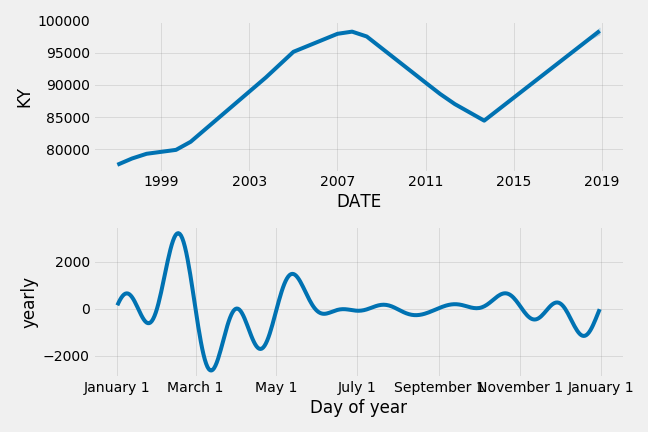 100000
95000
90000
85000
80000
KY
1999 2003 2007 2011 2015 2019
DATE
2000
0
−2000
yearly
January 1 March 1 May 1 July 1 September 1 November 1 January 1
Day of year